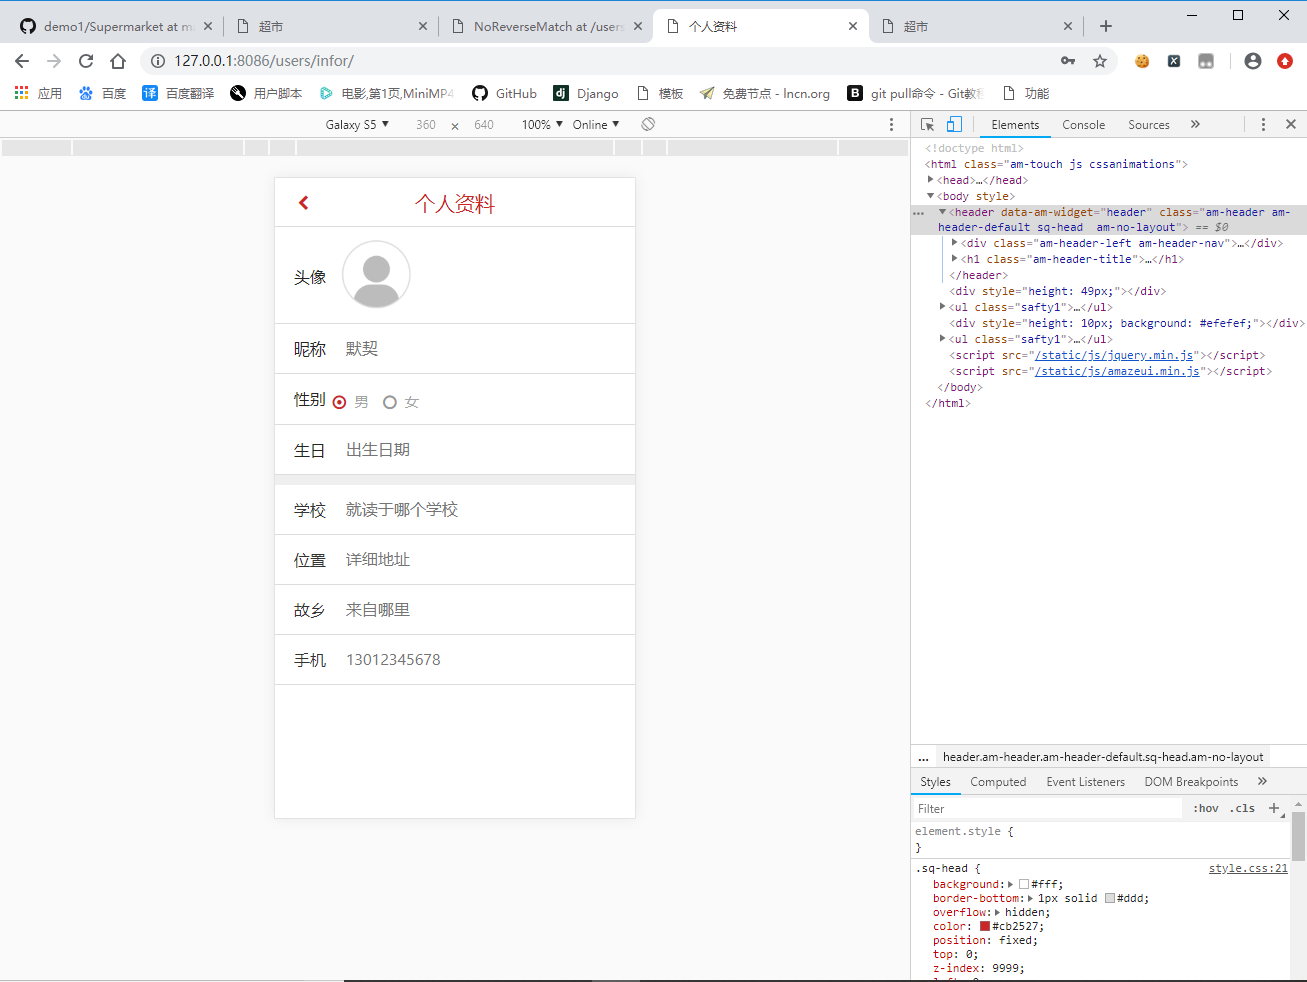 demo1/Supermarket at m
超市
NoReverseMatch at /users
个人资料
超市
127.0.0.1:8086/users/infor/
应用
百度
译 百度翻译
用户脚本
电影,第1页,MiniMP4
GitHub
dj Django
模板
免费节点 - lncn.org
B git pull命令 - Git教程
功能
Galaxy S5 ▼ 360 × 640 100% ▼ Online ▼
Elements Console Sources »
个人资料
头像
昵称 默契
性别 男 女
生日 出生日期
学校 就读于哪个学校
位置 详细地址
故乡 来自哪里
手机 13012345678
<!doctype html>
<html class="am-touch js cssanimations">
<head>…</head>
<body style>
<header data-am-widget="header" class="am-header am-
header-default sq-head  am-no-layout"> == $0
<div class="am-header-left am-header-nav">…</div>
<h1 class="am-header-title">…</h1>
</header>
<div style="height: 49px;"></div>
<ul class="safty1">…</ul>
<div style="height: 10px; background: #efefef;"></div>
<ul class="safty1">…</ul>
<script src="/static/js/jquery.min.js"></script>
<script src="/static/js/amazeui.min.js"></script>
</body>
</html>
... header.am-header.am-header-default.sq-head.am-no-layout
Styles Computed Event Listeners DOM Breakpoints »
Filter :hov .cls +
element.style {
}
.sq-head { style.css:21
background: #fff;
border-bottom: 1px solid #ddd;
overflow: hidden;
color: #cb2527;
position: fixed;
top: 0;
z-index: 9999;